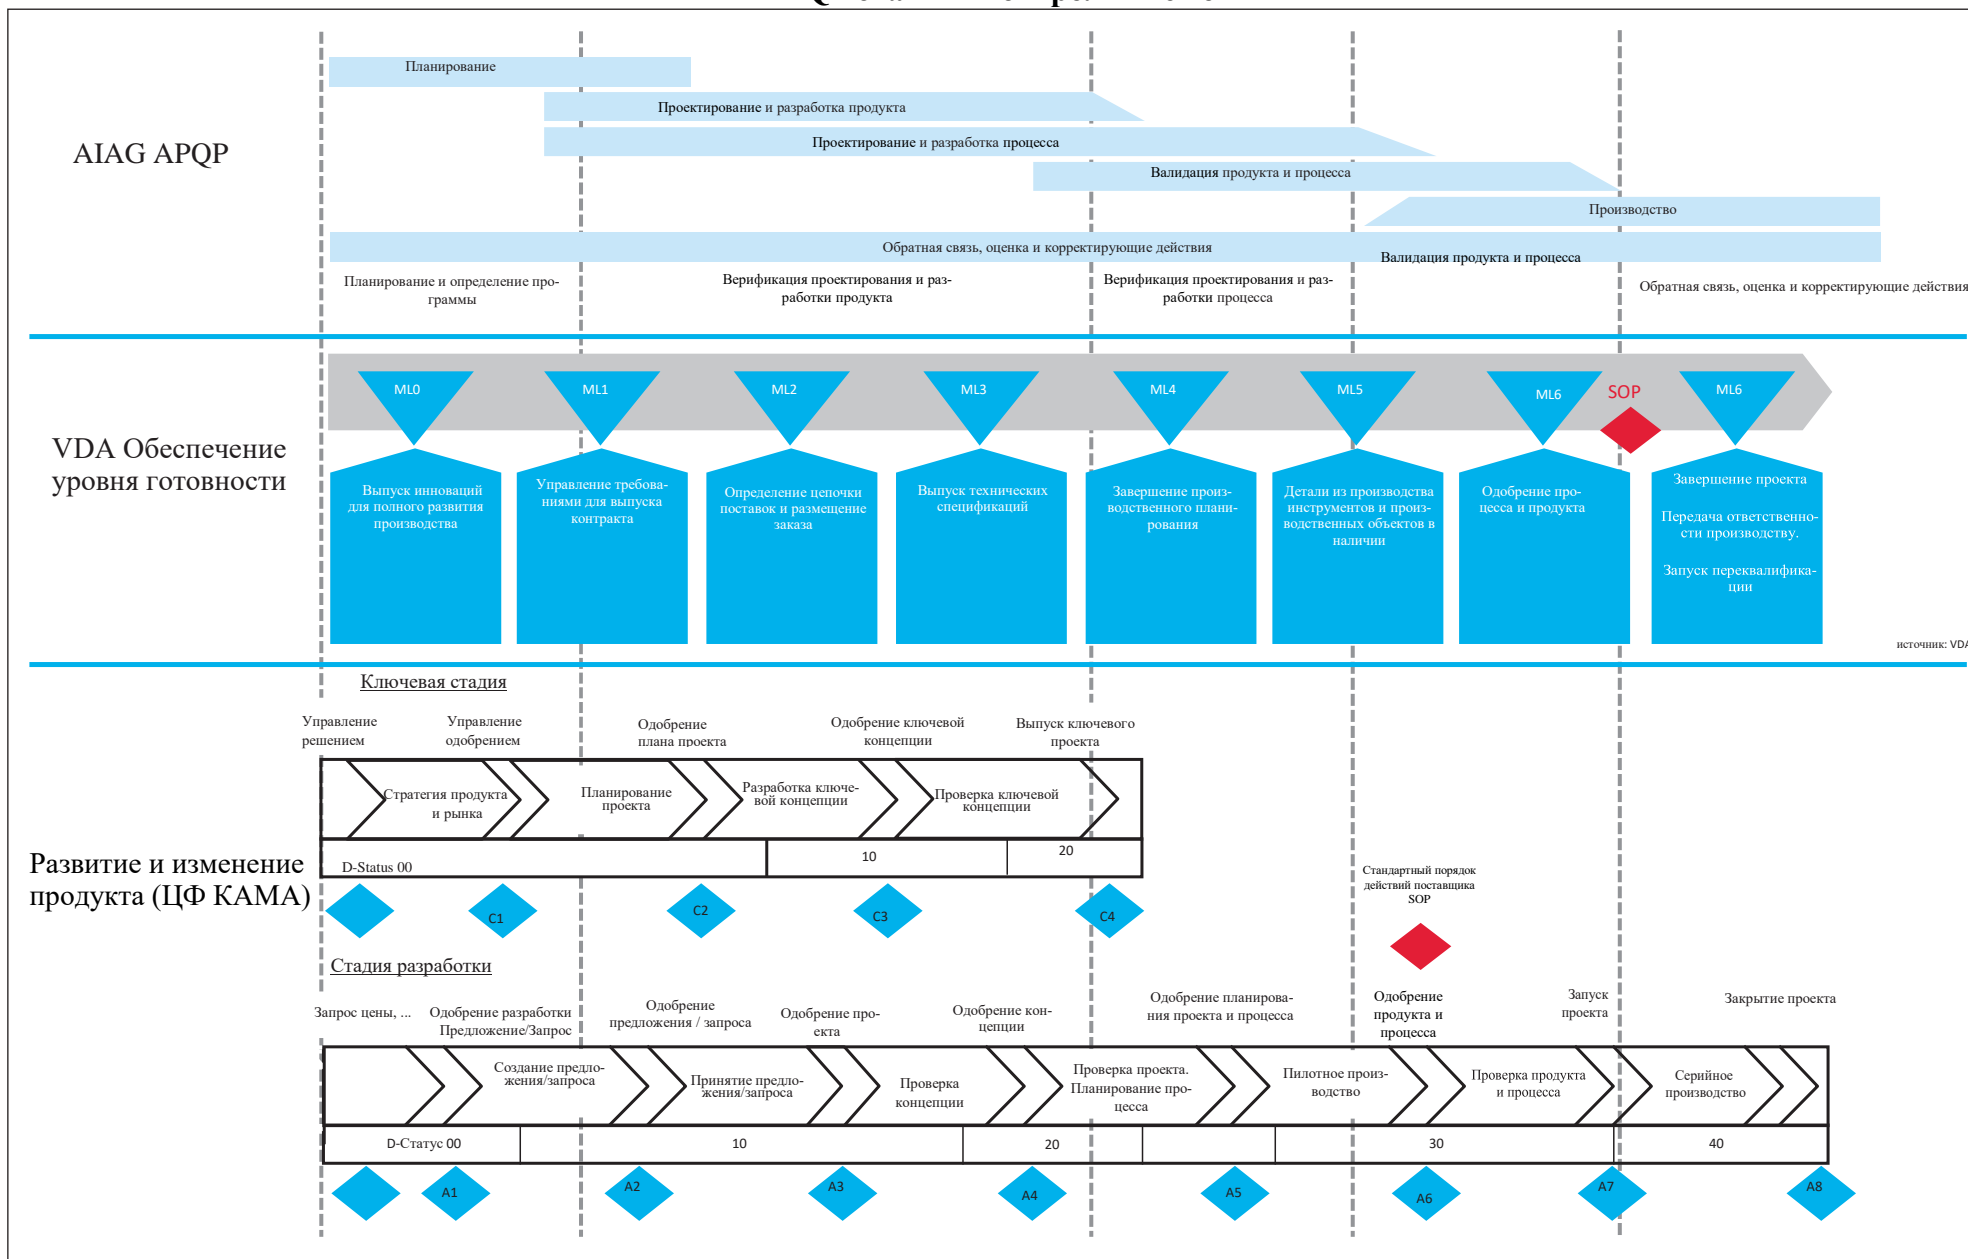 Планирование
Проектирование и разработка продукта
Проектирование и разработка процесса
AIAG APQP
Валидация продукта и процесса
Производство
Обратная связь, оценка и корректирующие действия
Валидация продукта и процесса
Планирование и определение про-
граммы
Верификация проектирования и раз-
работки продукта
Верификация проектирования и раз-
работки процесса
Обратная связь, оценка и корректирующие действия
ML0
ML1
ML2
ML3
ML4
ML5
ML6
SOP
ML6
VDA Обеспечение
уровня готовности
Выпуск инноваций
для полного развития
производства
Управление требова-
ниями для выпуска
контракта
Определение цепочки
поставок и размещение
заказа
Выпуск технических
спецификаций
Завершение произ-
водственного плани-
рования
Детали из производства
инструментов и произ-
водственных объектов в
наличии
Одобрение про-
цесса и продукта
Завершение проекта
Передача ответственно-
сти производству.
Запуск переквалифика-
ции
источник: VDA
Ключевая стадия
Управление
решением
Управление
одобрением
Одобрение
плана проекта
Одобрение ключевой
концепции
Выпуск ключевого
проекта
Стратегия продукта
и рынка
Планирование
проекта
Разработка ключе-
вой концепции
Проверка ключевой
концепции
D-Status 00
10
20
Развитие и изменение
продукта (ЦФ КАМА)
C1
C2
C3
C4
Стандартный порядок
действий поставщика
SOP
Стадия разработки
Запрос цены, ...
Одобрение разработки
Предложение/Запрос
Одобрение
предложения / запроса
Одобрение про-
екта
Одобрение кон-
цепции
Одобрение планирова-
ния проекта и процесса
Одобрение
продукта и
процесса
Запуск
проекта
Закрытие проекта
Создание предло-
жения/запроса
Принятие предло-
жения/запроса
Проверка
концепции
Проверка проекта.
Планирование про-
цесса
Пилотное произ-
водство
Проверка продукта
и процесса
Серийное
производство
D-Статус 00
10
20
30
40
A1
A2
A3
A4
A5
A6
A7
A8